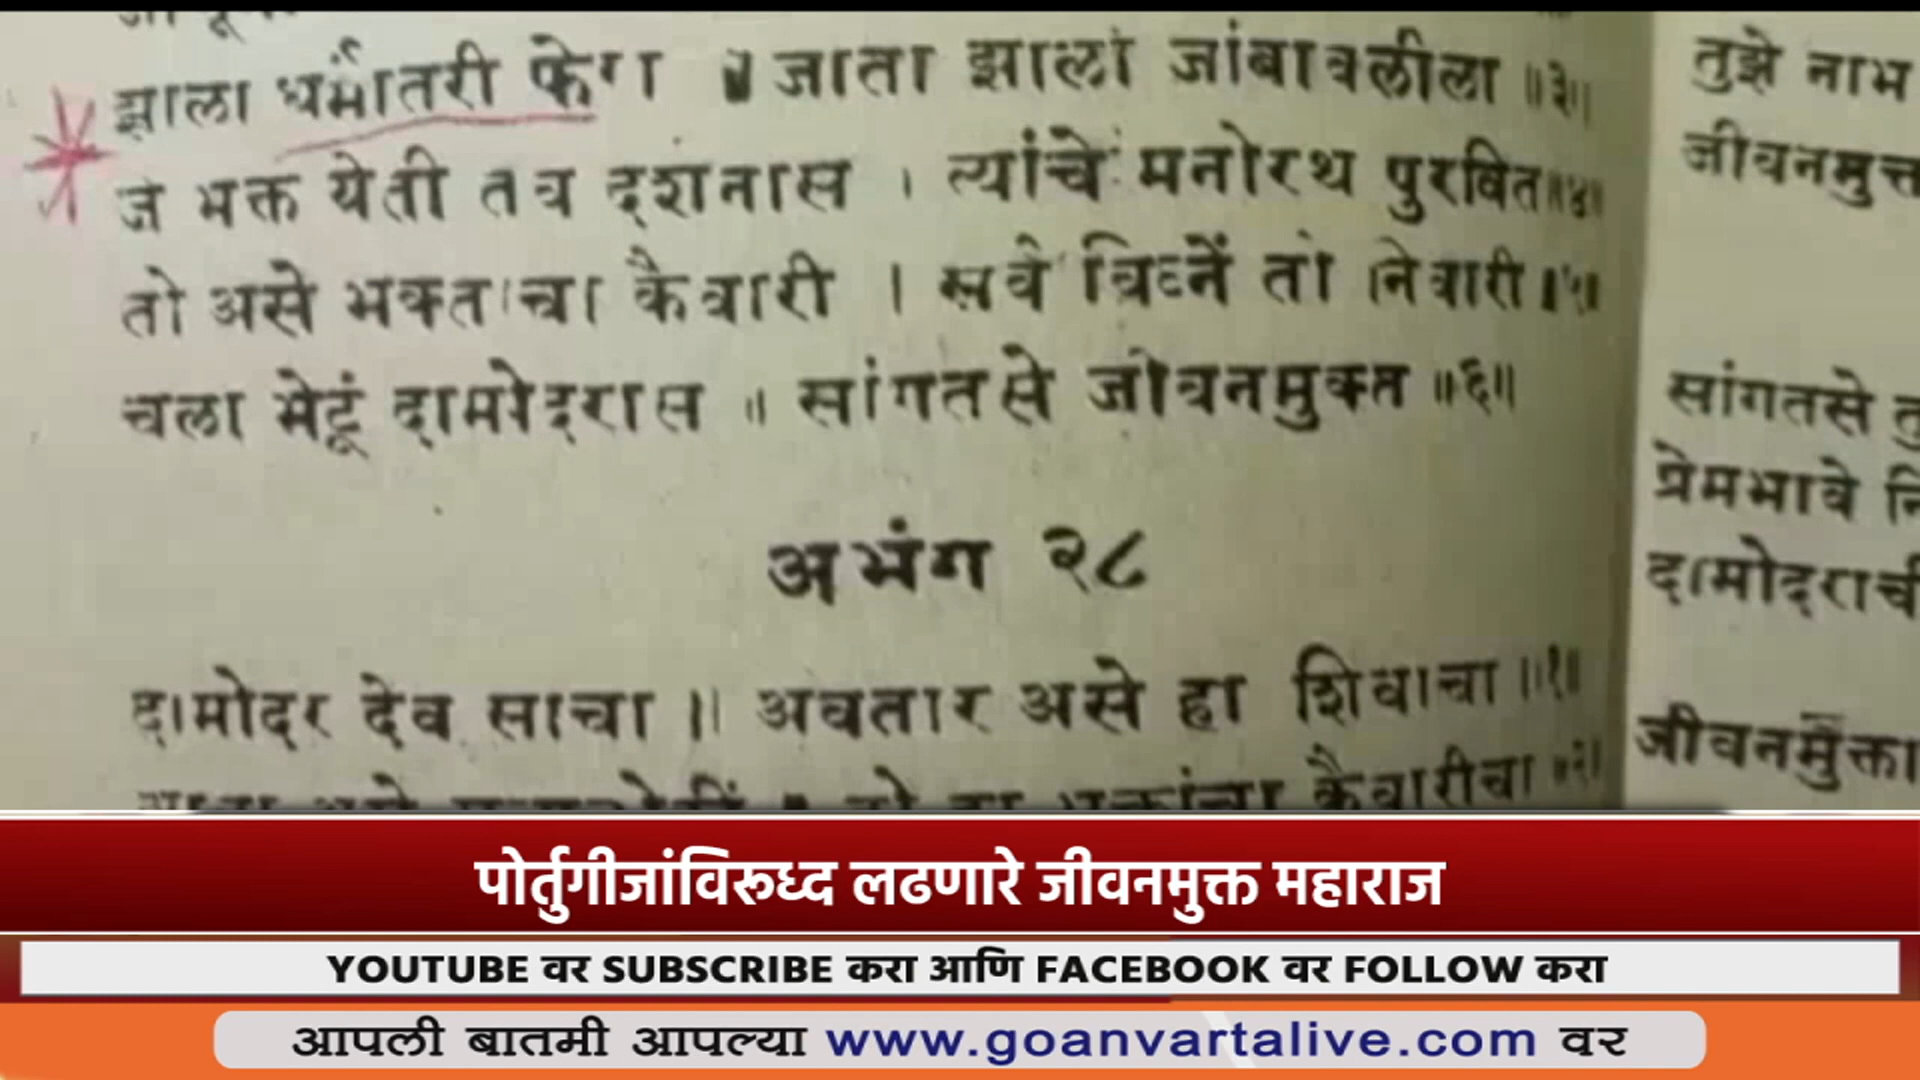 झाला धर्मांतरी फेरा ॥ जाता झाला जांबावलीला ॥३॥
जे भक्त येती तव दर्शनास । त्यांचे मनोरथ पुरवित ॥४॥
तो असे भक्ताचा कैवारी । सर्व विघ्नें तो निवारी ॥५॥
चला भेटूं दामोदरास ॥ सांगतसे जीवनमुक्त ॥६॥
अभंग २८
दामोदर देव साचा ॥ अवतार असे हा शिवाचा ॥१॥
भक्तांचा कैवारीचा ॥२॥
तुझे नाम
जीवनमुक्त
सांगतसे तु
प्रेमभावे नि
दामोदराची
जीवनमुक्ता
पोर्तुगीजांविरूध्द लढणारे जीवनमुक्त महाराज
YOUTUBE वर SUBSCRIBE करा आणि FACEBOOK वर FOLLOW करा
आपली बातमी आपल्या www.goanvartalive.com वर